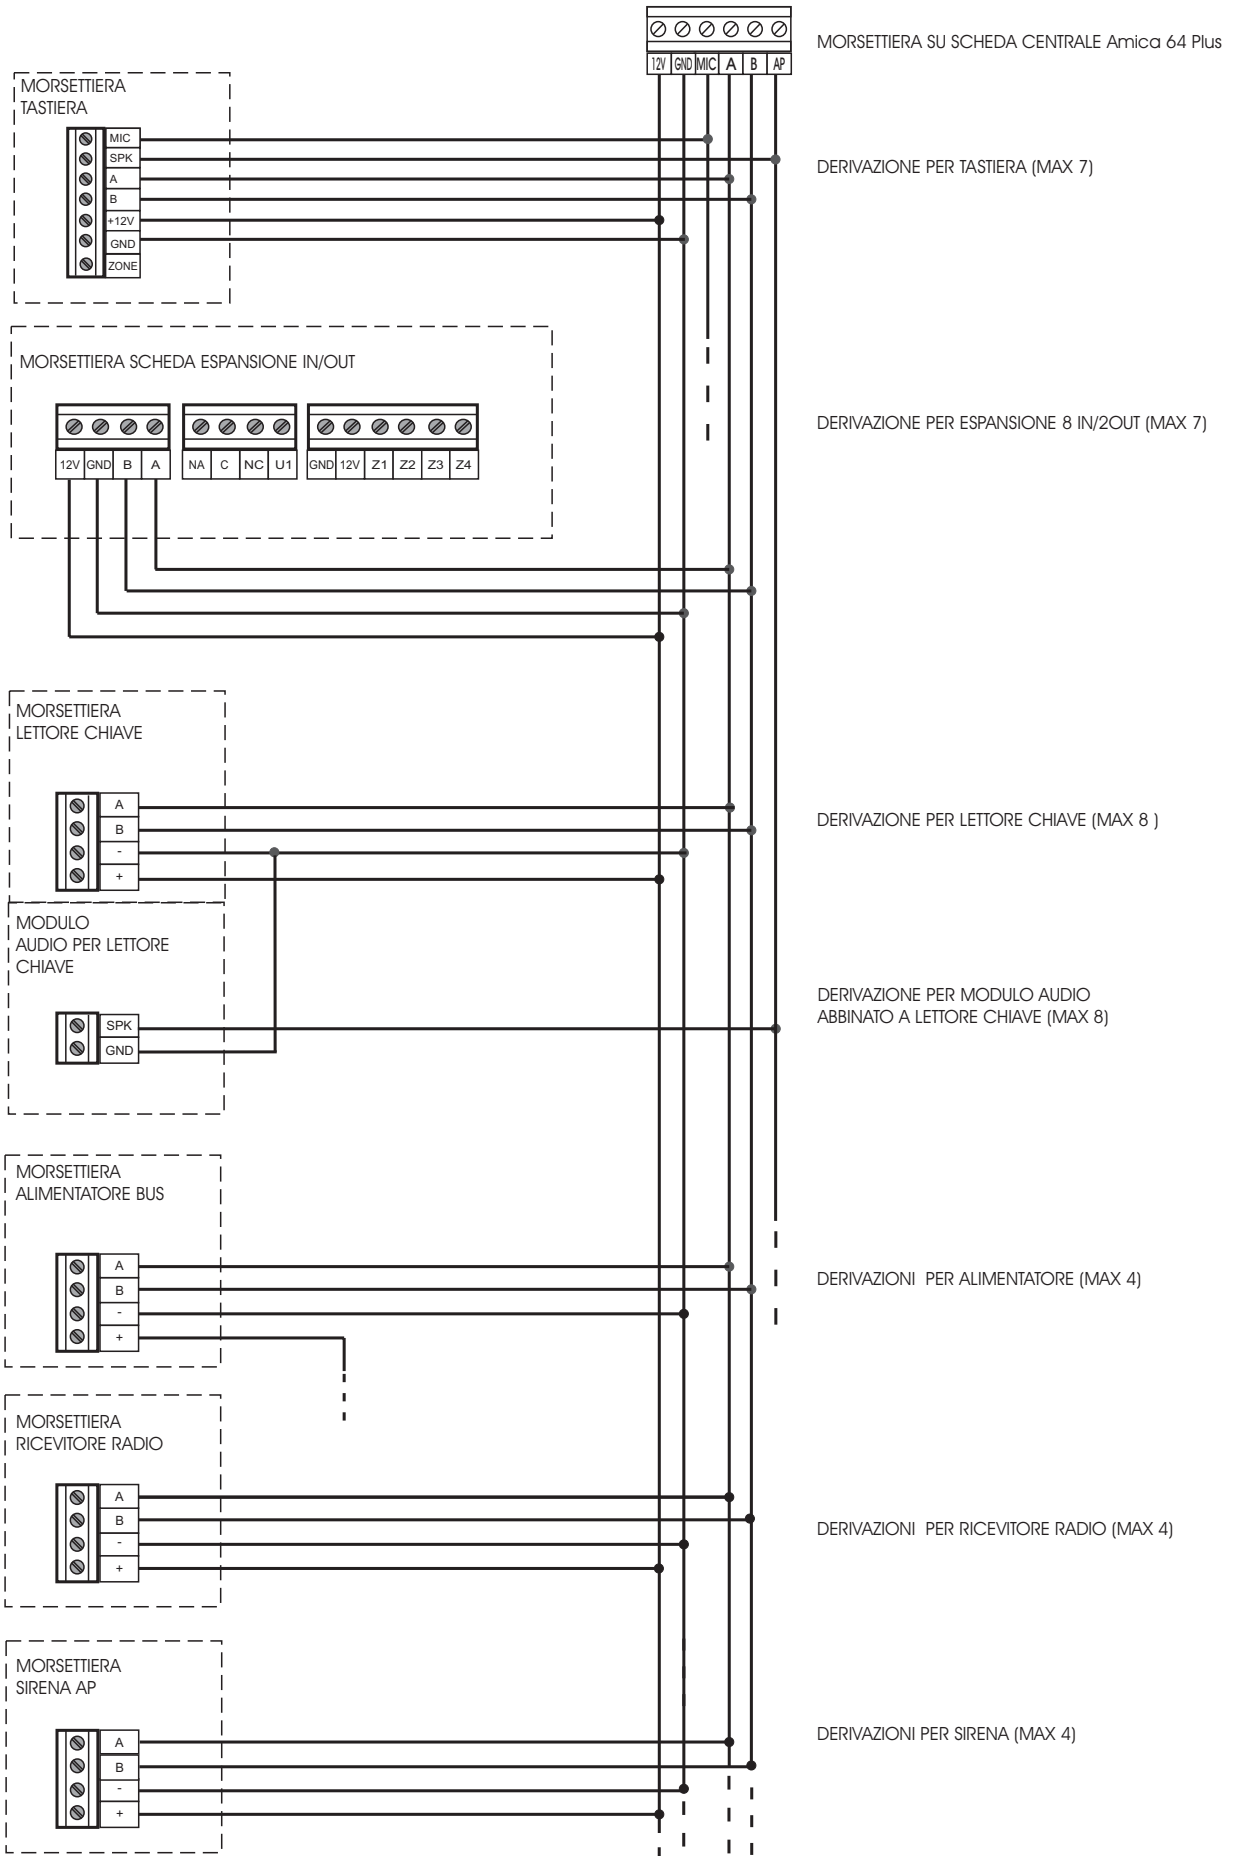 12V GND MIC A B AP
MORSETTIERA SU SCHEDA CENTRALE Amica 64 Plus
MORSETTIERA
TASTIERA
MIC
SPK
A
B
+12V
GND
ZONE
DERIVAZIONE PER TASTIERA (MAX 7)
MORSETTIERA SCHEDA ESPANSIONE IN/OUT
12V GND B A NA C NC U1 GND 12V Z1 Z2 Z3 Z4
DERIVAZIONE PER ESPANSIONE 8 IN/2OUT (MAX 7)
MORSETTIERA
LETTORE CHIAVE
A
B
-
+
DERIVAZIONE PER LETTORE CHIAVE (MAX 8 )
MODULO
AUDIO PER LETTORE
CHIAVE
SPK
GND
DERIVAZIONE PER MODULO AUDIO
ABBINATO A LETTORE CHIAVE (MAX 8)
MORSETTIERA
ALIMENTATORE BUS
A
B
-
+
DERIVAZIONI PER ALIMENTATORE (MAX 4)
MORSETTIERA
RICEVITORE RADIO
A
B
-
+
DERIVAZIONI PER RICEVITORE RADIO (MAX 4)
MORSETTIERA
SIRENA AP
A
B
-
+
DERIVAZIONI PER SIRENA (MAX 4)